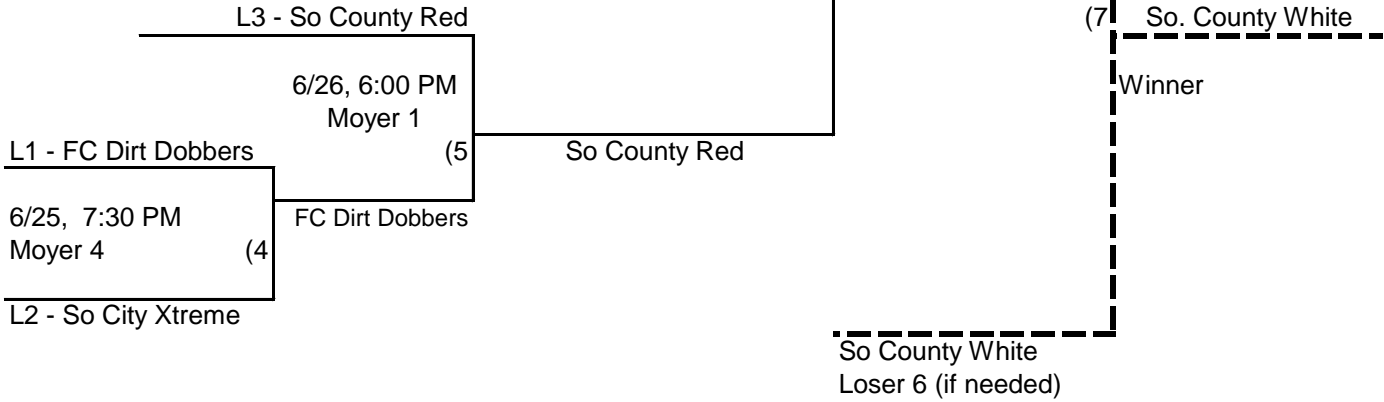 L3 - So County Red
(7
So. County White
6/26, 6:00 PM
Moyer 1
Winner
L1 - FC Dirt Dobbers
(5
So County Red
6/25, 7:30 PM
FC Dirt Dobbers
Moyer 4
(4
L2 - So City Xtreme
So County White
Loser 6 (if needed)